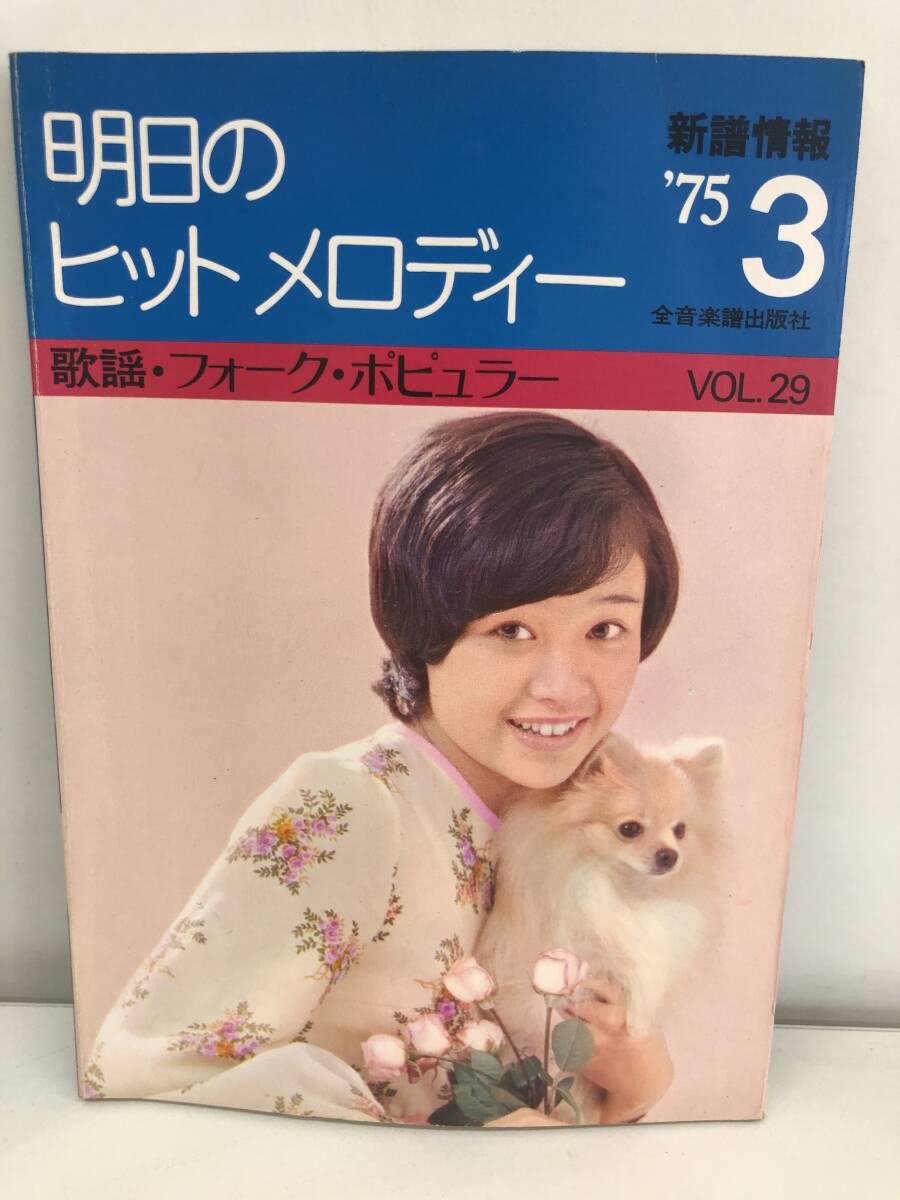 明日の
ヒット メロディー
新譜情報
'75 3
全音楽譜出版社
歌謡・フォーク・ポピュラー
VOL. 29